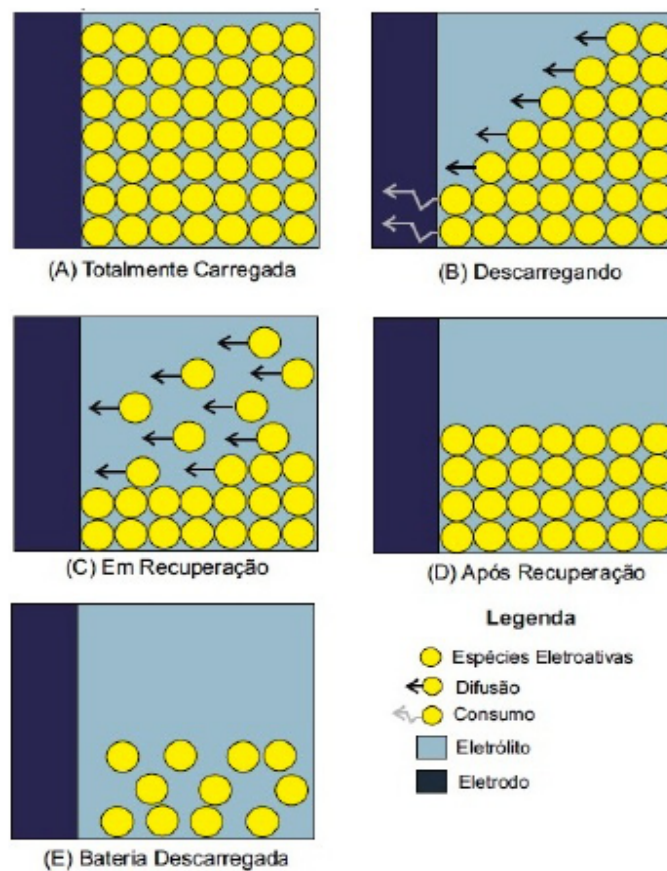 (A) Totalmente Carregada
(B) Descarregando
(C) Em Recuperação
(D) Após Recuperação
Legenda
Espécies Eletroativas
Difusão
Consumo
Eletrólito
Eletrodo
(E) Bateria Descarregada